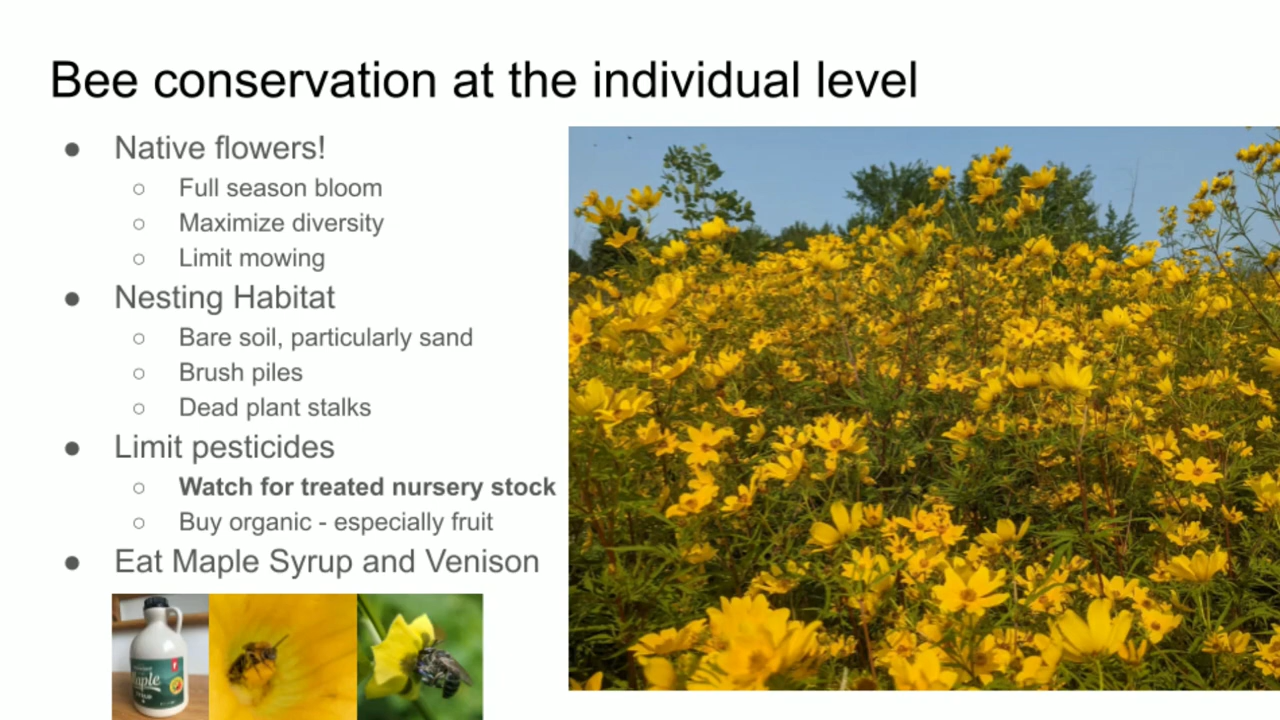 Bee conservation at the individual level
● Native flowers!
○ Full season bloom
○ Maximize diversity
○ Limit mowing
● Nesting Habitat
○ Bare soil, particularly sand
○ Brush piles
○ Dead plant stalks
● Limit pesticides
○ Watch for treated nursery stock
○ Buy organic - especially fruit
● Eat Maple Syrup and Venison